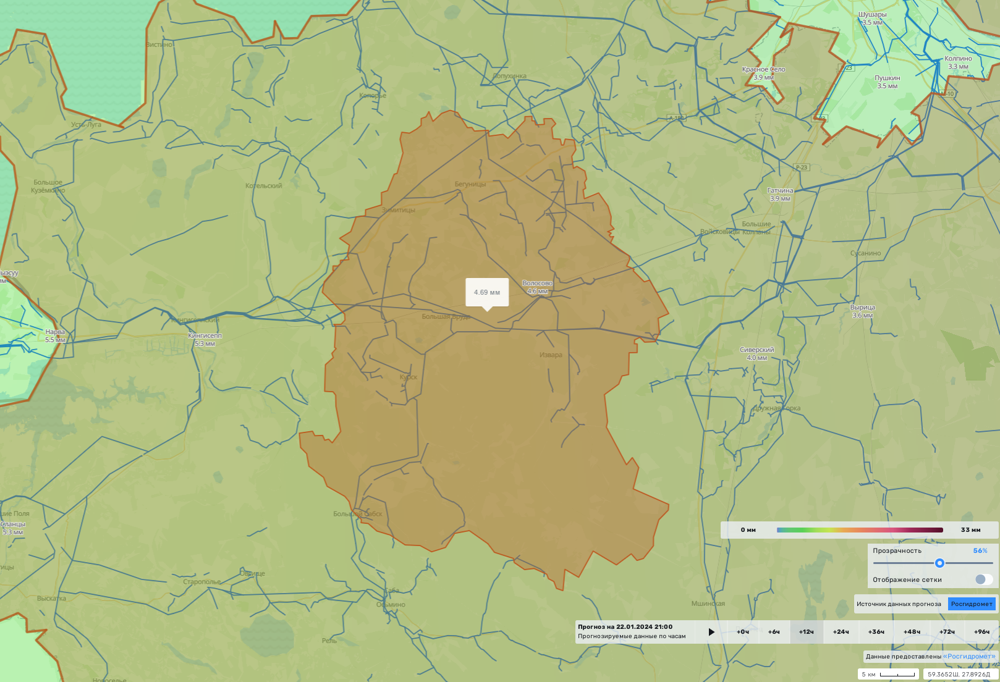 Шушары
3.5 мм
Вистино
Колпино
3.3 мм
Р-23
Красное Село
3.9 мм
Лопухинка
Пушкин
3.5 мм
М-10
Копорье
А-180
Р-23
Усть-Луга
Р-23
Большое
Кузёмкино
Котельский
Бегуницы
Гатчина
3.9 мм
Зимитицы
Большие
Колпаны
Войсковицы
Сусанино
Волосово
4.6 мм
4.69 мм
Вырица
3.6 мм
Большая Вруда
Кингисеппский
Нарва
5.5 мм
Кингисепп
5.3 мм
Извара
Сиверский
4.0 мм
Курск
Дружная Горка
Большой Сабск
шие Поля
Сланцы
5.3 мм
0 мм
33 мм
Прозрачность
56%
Отображение сетки
Овсище
Старополье
Саба
Осьмино
Выскатка
Мшинская
Источник данных прогноза
Росгидромет
Прогноз на 22.01.2024 21:00
Прогнозируемые данные по часам
+0ч
+6ч
+12ч
+24ч
+36ч
+48ч
+72ч
+96ч
Рель
Данные предоставлены «Росгидромет»
5 км
59.3652Ш, 27.8926Д
Новоселье